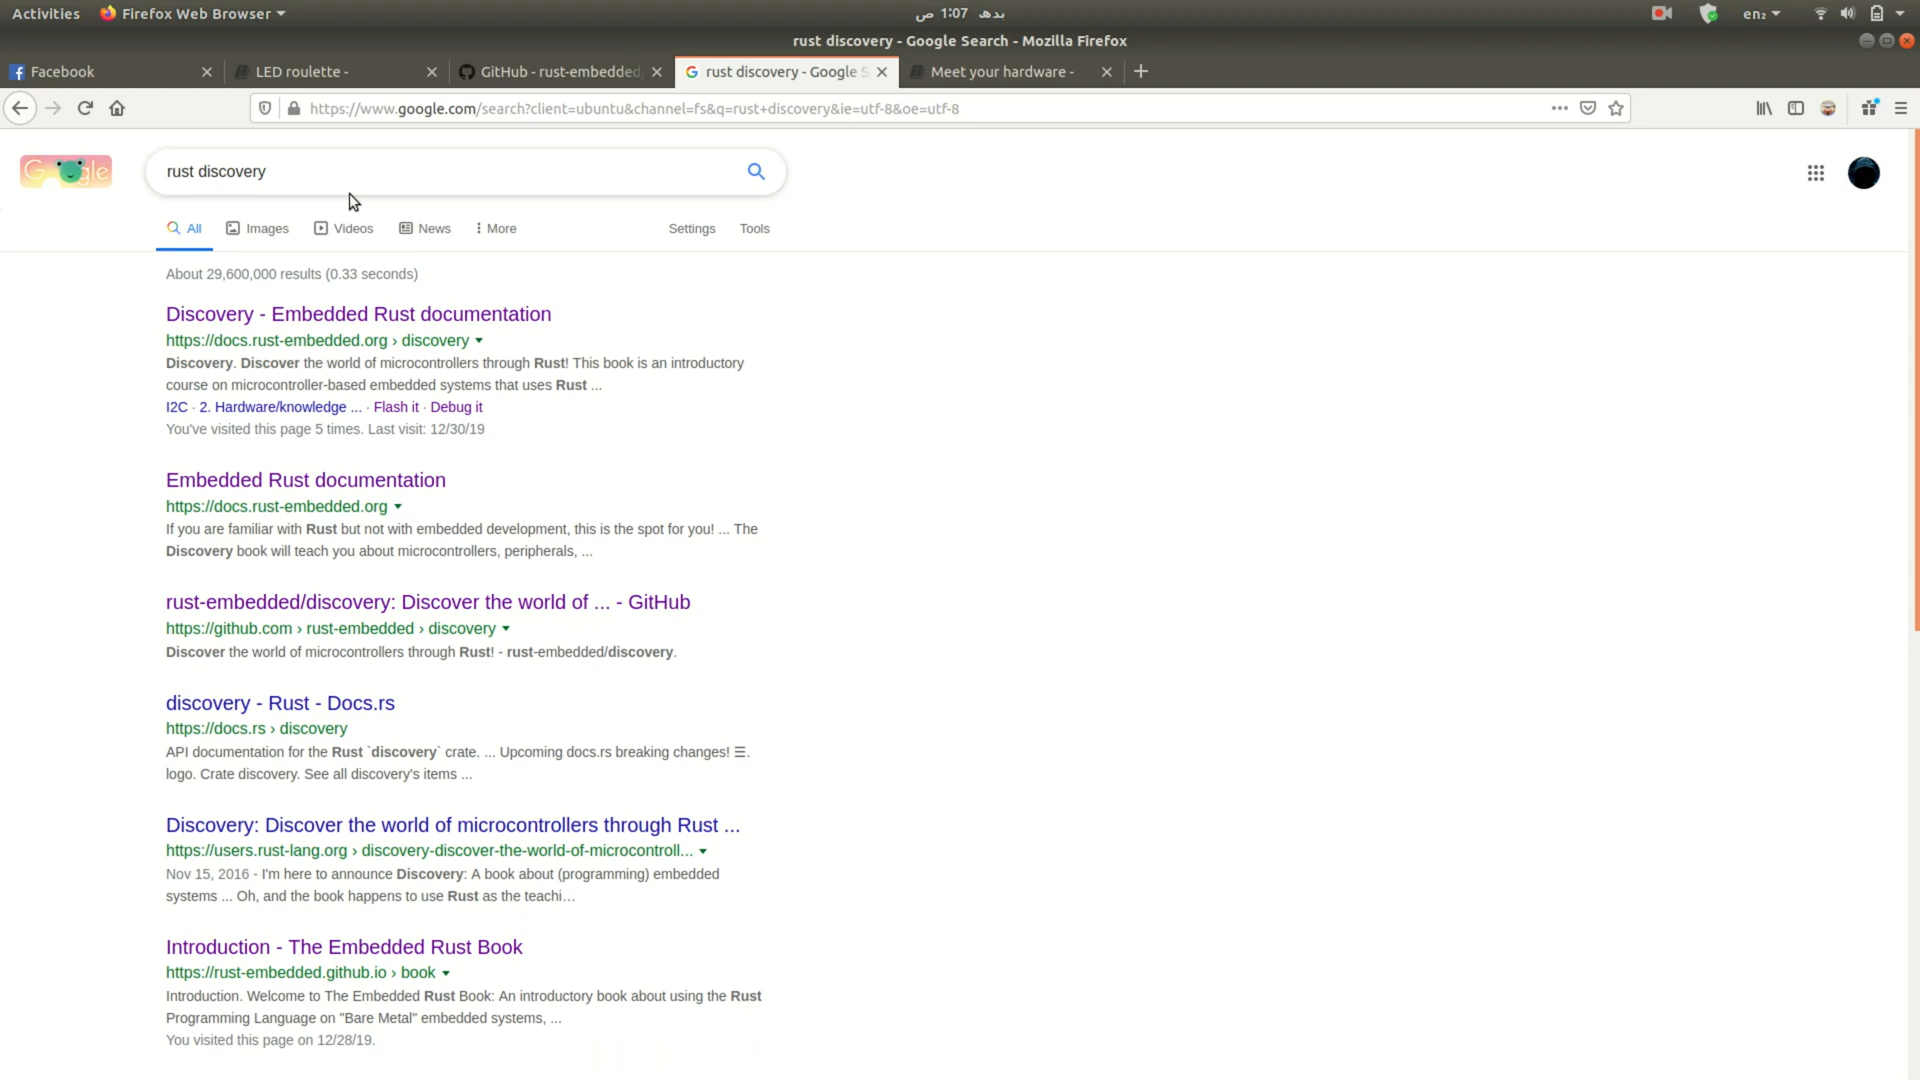 Activities Firefox Web Browser بدھ 1:07 ص en₂
rust discovery - Google Search - Mozilla Firefox
Facebook LED roulette - GitHub - rust-embedded rust discovery - Google S Meet your hardware -
https://www.google.com/search?client=ubuntu&channel=fs&q=rust+discovery&ie=utf-8&oe=utf-8
Google rust discovery
All Images Videos News More Settings Tools
About 29,600,000 results (0.33 seconds)
Discovery - Embedded Rust documentation
https://docs.rust-embedded.org › discovery
Discovery. Discover the world of microcontrollers through Rust! This book is an introductory
course on microcontroller-based embedded systems that uses Rust ...
I2C · 2. Hardware/knowledge ... · Flash it · Debug it
You've visited this page 5 times. Last visit: 12/30/19
Embedded Rust documentation
https://docs.rust-embedded.org
If you are familiar with Rust but not with embedded development, this is the spot for you! ... The
Discovery book will teach you about microcontrollers, peripherals, ...
rust-embedded/discovery: Discover the world of ... - GitHub
https://github.com › rust-embedded › discovery
Discover the world of microcontrollers through Rust! - rust-embedded/discovery.
discovery - Rust - Docs.rs
https://docs.rs › discovery
API documentation for the Rust `discovery` crate. ... Upcoming docs.rs breaking changes! ☰.
logo. Crate discovery. See all discovery's items ...
Discovery: Discover the world of microcontrollers through Rust ...
https://users.rust-lang.org › discovery-discover-the-world-of-microcontroll...
Nov 15, 2016 - I'm here to announce Discovery: A book about (programming) embedded
systems ... Oh, and the book happens to use Rust as the teachi…
Introduction - The Embedded Rust Book
https://rust-embedded.github.io › book
Introduction. Welcome to The Embedded Rust Book: An introductory book about using the Rust
Programming Language on "Bare Metal" embedded systems, ...
You visited this page on 12/28/19.